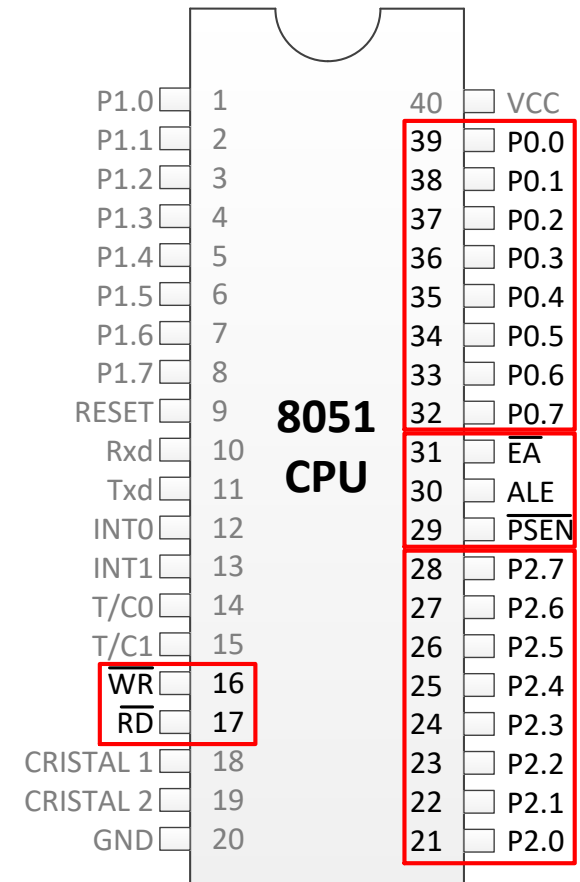 P1.0 1 40 VCC
P1.1 2 39 P0.0
P1.2 3 38 P0.1
P1.3 4 37 P0.2
P1.4 5 36 P0.3
P1.5 6 35 P0.4
P1.6 7 34 P0.5
P1.7 8 33 P0.6
RESET 9 8051 32 P0.7
Rxd 10 31 E̅A̅
Txd 11 CPU 30 ALE
INT0 12 29 P̅S̅E̅N̅
INT1 13 28 P2.7
T/C0 14 27 P2.6
T/C1 15 26 P2.5
W̅R̅ 16 25 P2.4
R̅D̅ 17 24 P2.3
CRISTAL 1 18 23 P2.2
CRISTAL 2 19 22 P2.1
GND 20 21 P2.0